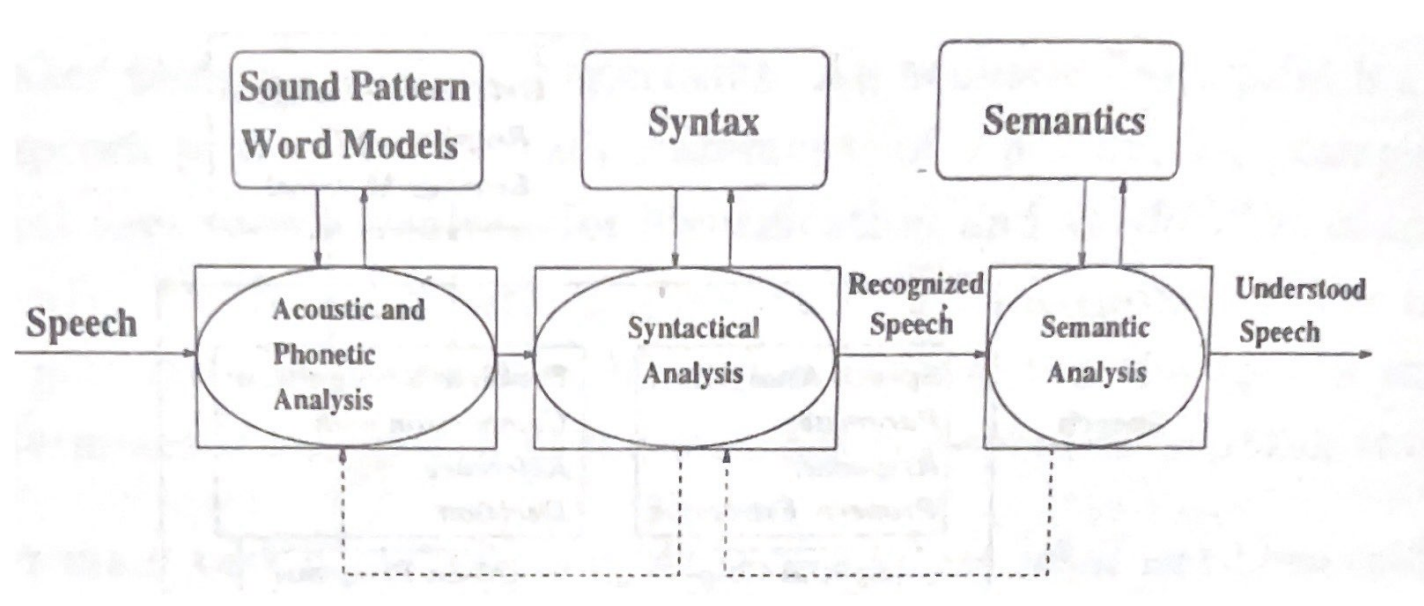 Sound Pattern
Word Models
Syntax
Semantics
Speech
Acoustic and
Phonetic
Analysis
Syntactical
Analysis
Recognized
Speech
Semantic
Analysis
Understood
Speech